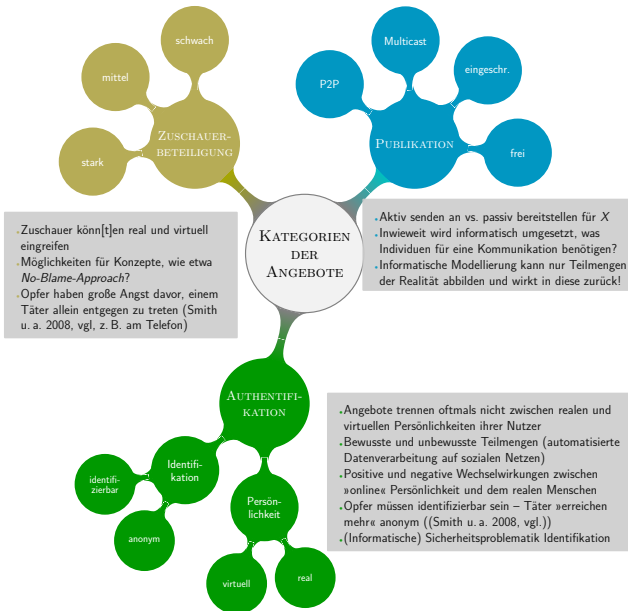 schwach
mittel
stark
Zuschauer-
beteiligung
Multicast
P2P
eingeschr.
frei
Publikation
Kategorien
der
Angebote
Zuschauer könn[t]en real und virtuell
eingreifen
Möglichkeiten für Konzepte, wie etwa
No-Blame-Approach?
Opfer haben große Angst davor, einem
Täter allein entgegen zu treten (Smith
u. a. 2008, vgl, z. B. am Telefon)
Aktiv senden an vs. passiv bereitstellen für X
Inwieweit wird informatisch umgesetzt, was
Individuen für eine Kommunikation benötigen?
Informatische Modellierung kann nur Teilmengen
der Realität abbilden und wirkt in diese zurück!
Authentifi-
kation
Identifi-
kation
identifi-
zierbar
anonym
Persön-
lichkeit
virtuell
real
Angebote trennen oftmals nicht zwischen realen und
virtuellen Persönlichkeiten ihrer Nutzer
Bewusste und unbewusste Teilmengen (automatisierte
Datenverarbeitung auf sozialen Netzen)
Positive und negative Wechselwirkungen zwischen
»online« Persönlichkeit und dem realen Menschen
Opfer müssen identifizierbar sein – Täter »erreichen
mehr« anonym ((Smith u. a. 2008, vgl.))
(Informatische) Sicherheitsproblematik Identifikation